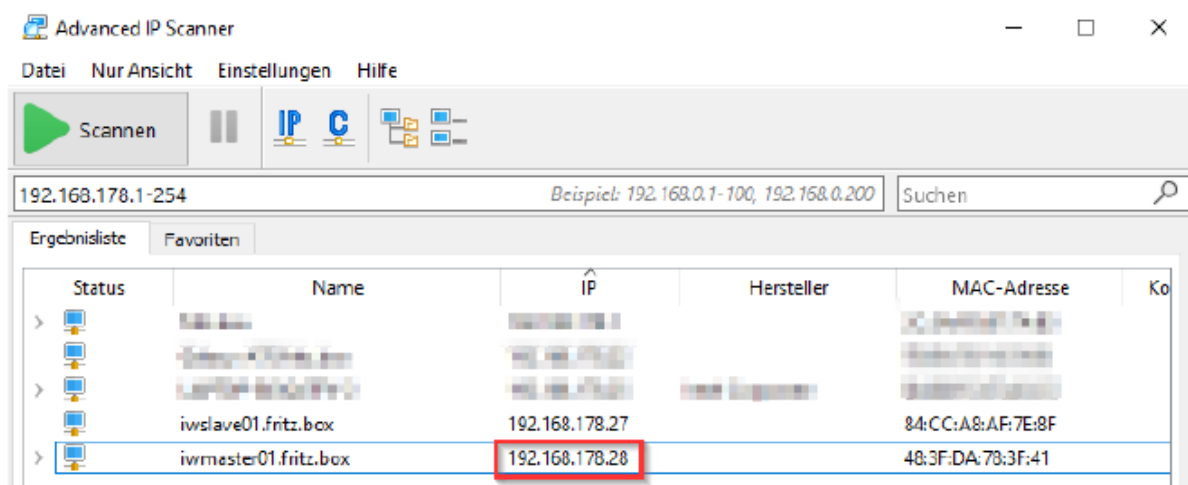 Advanced IP Scanner
Datei Nur Ansicht Einstellungen Hilfe
Scannen IP C
192.168.178.1-254 Beispiel: 192.168.0.1-100, 192.168.0.200 Suchen
Ergebnisliste Favoriten
Status Name IP Hersteller MAC-Adresse Ko
iwslave01.fritz.box 192.168.178.27 84:CC:A8:AF:7E:8F
iwmaster01.fritz.box 192.168.178.28 48:3F:DA:78:3F:41